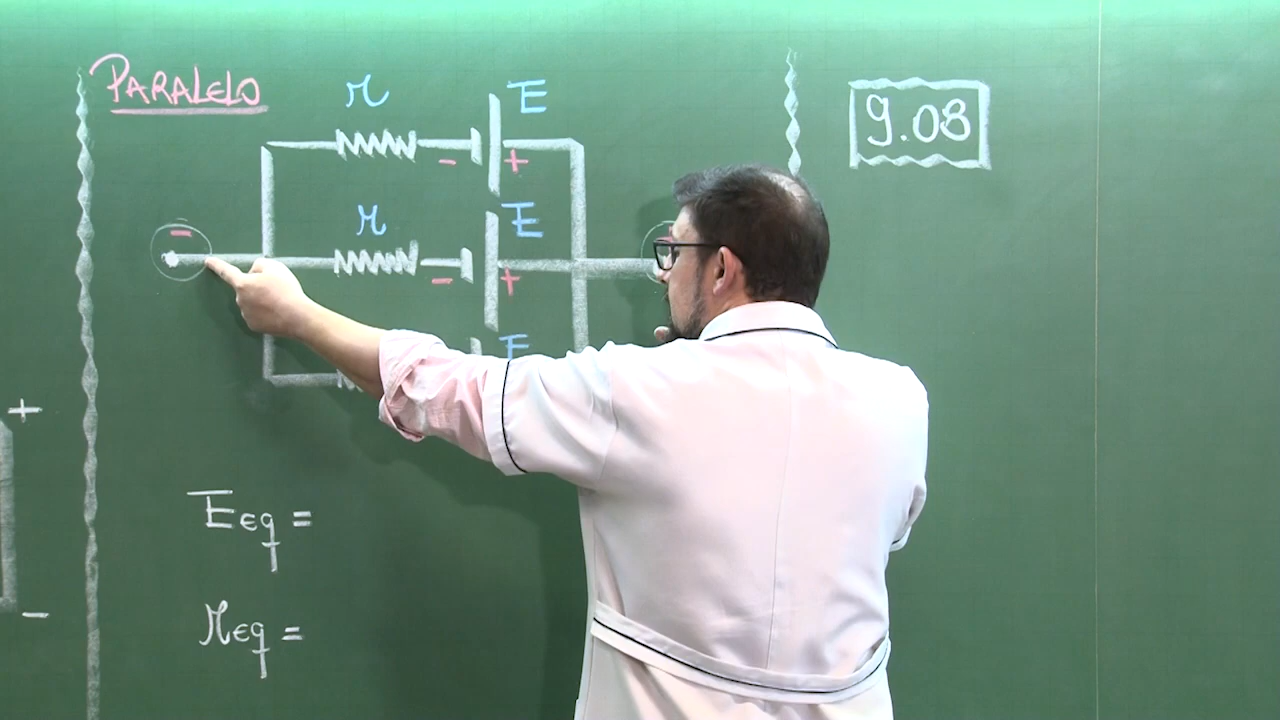 PARALELO
r
E
-
+
r
E
-
-
+
E
9.08
+
-
Eeq =
req =